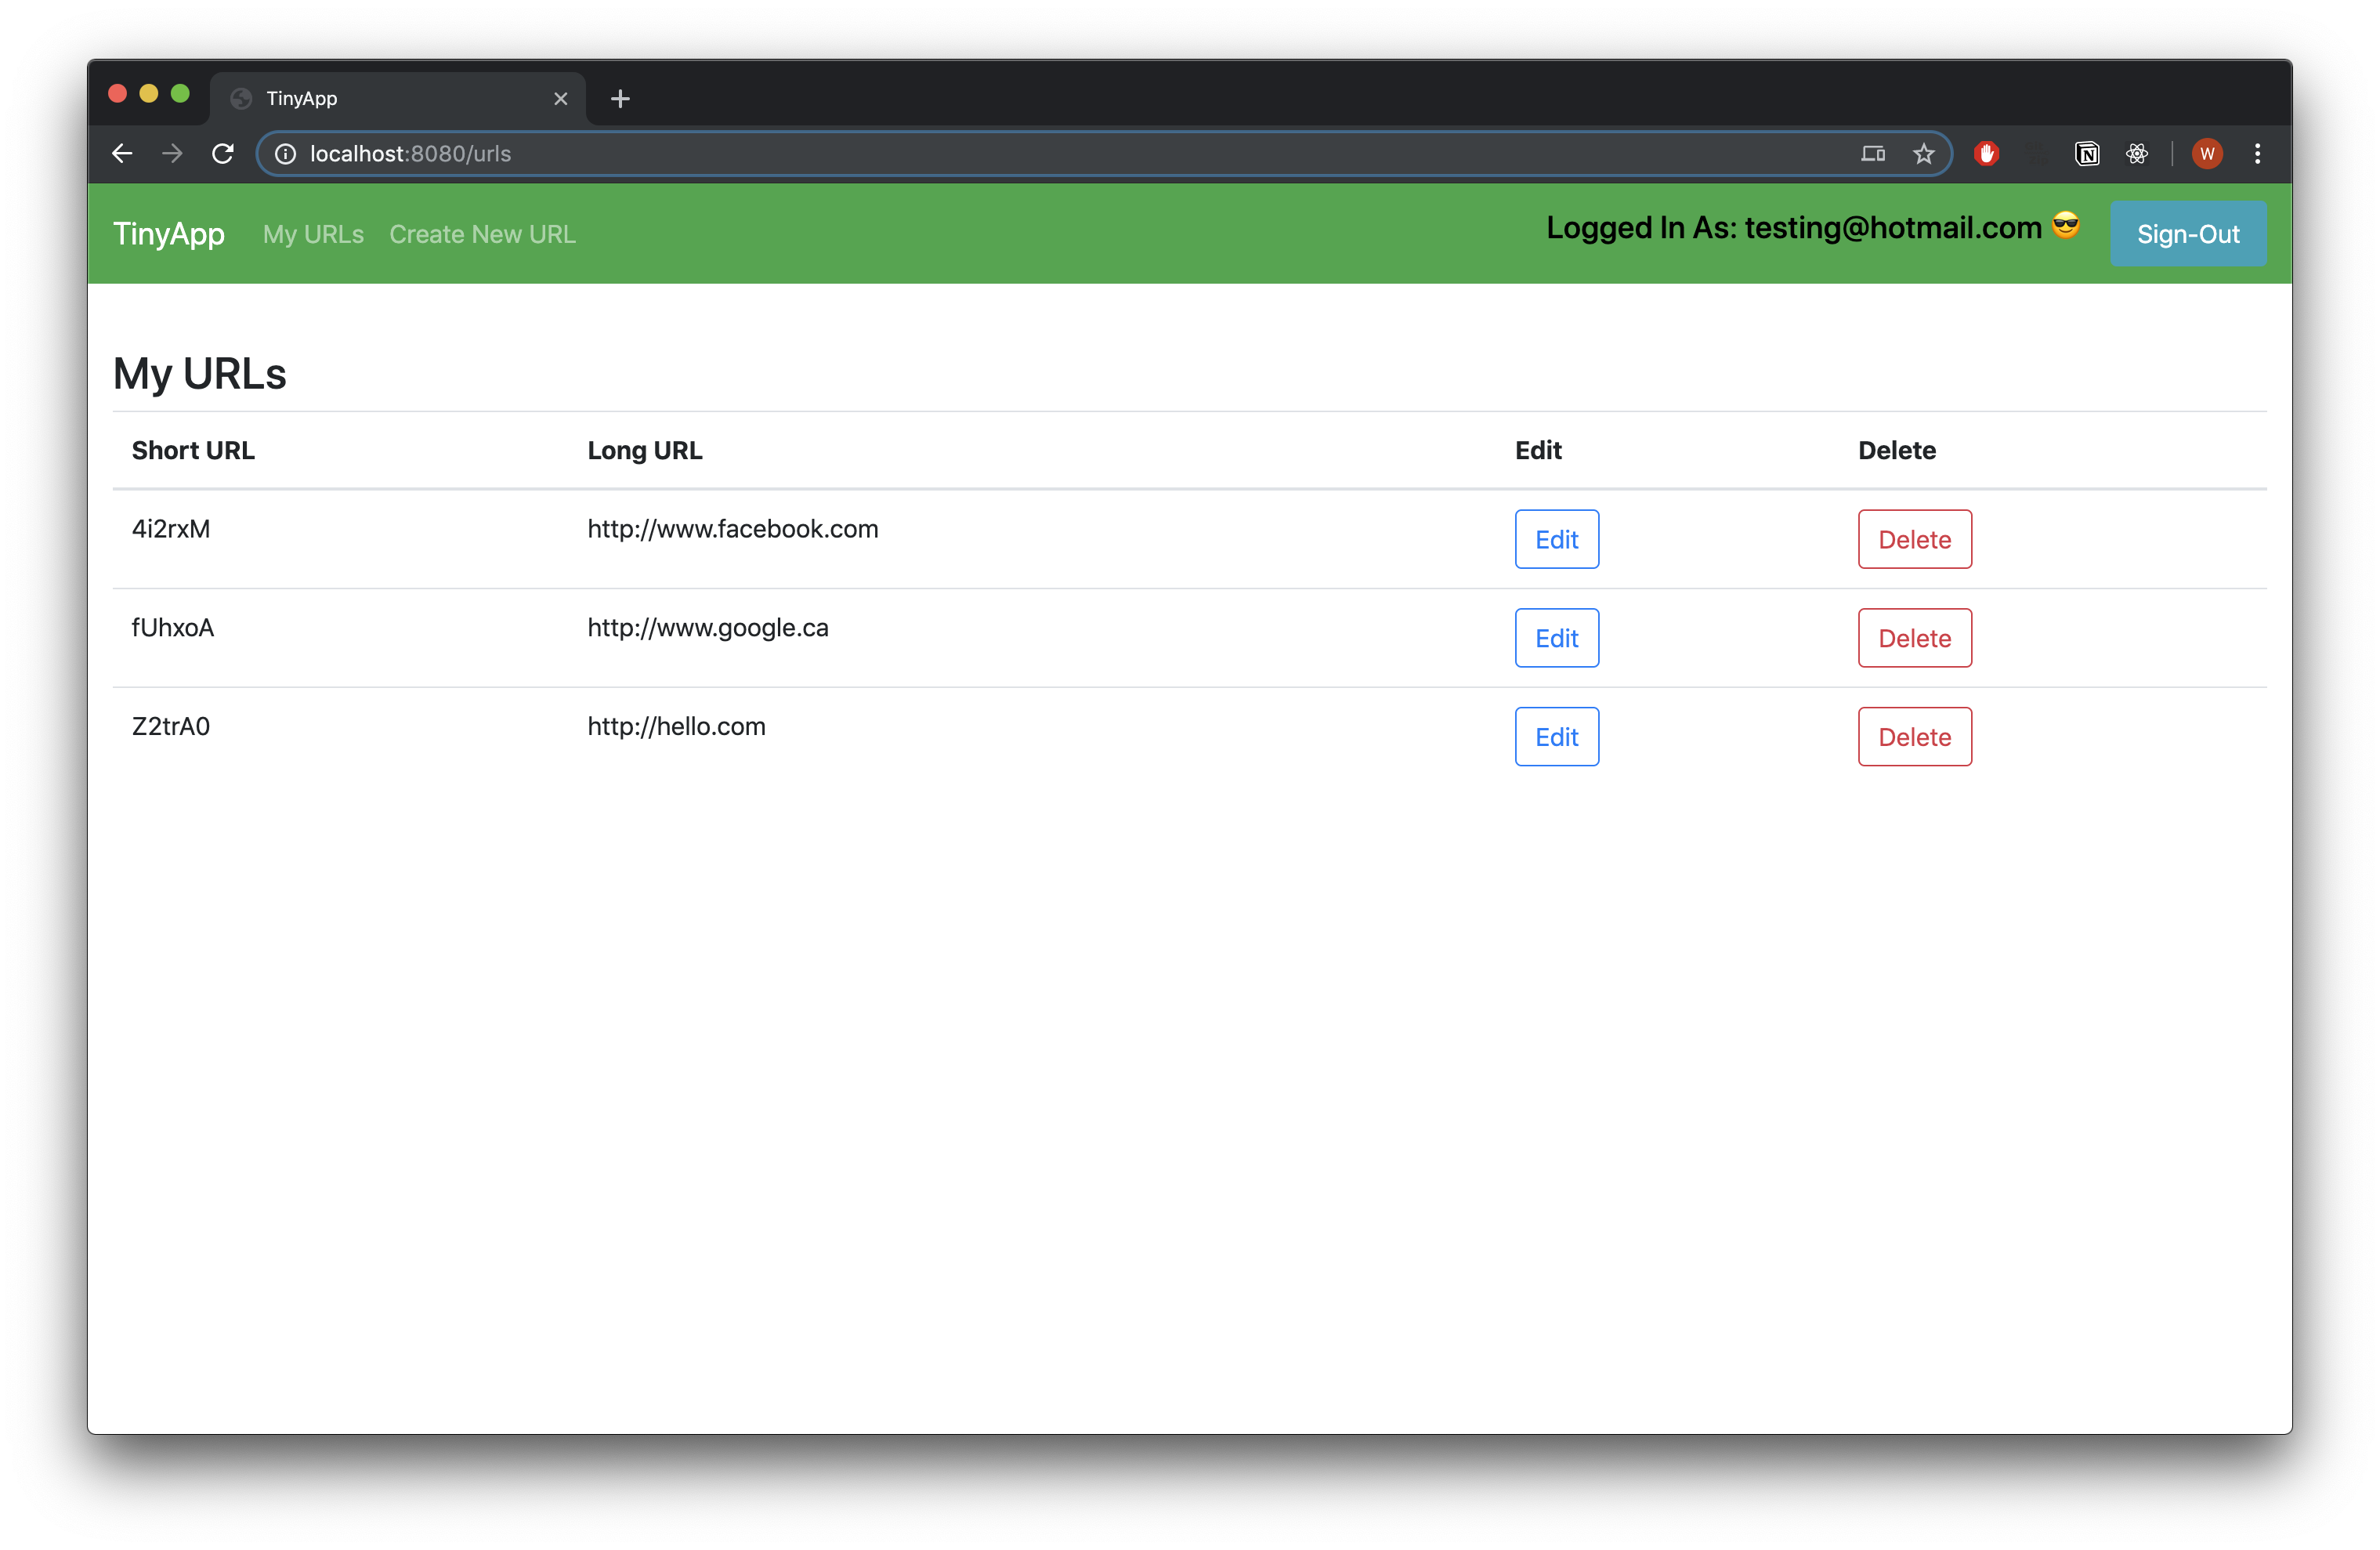 TinyApp
localhost:8080/urls
W
TinyApp My URLs Create New URL Logged In As: testing@hotmail.com 😎 Sign-Out
My URLs
Short URL Long URL Edit Delete
4i2rxM http://www.facebook.com Edit Delete
fUhxoA http://www.google.ca Edit Delete
Z2trA0 http://hello.com Edit Delete